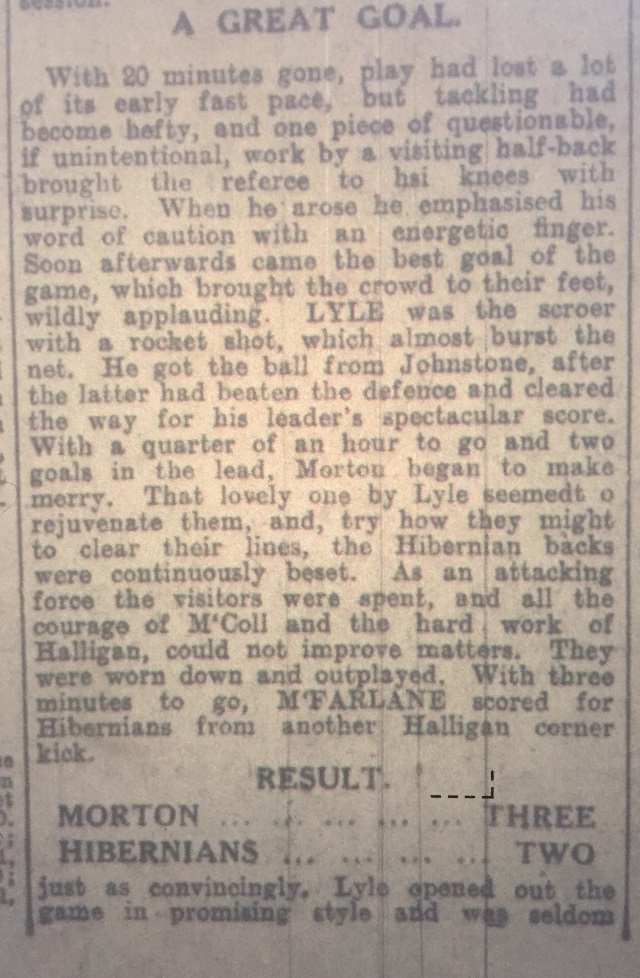 session.
A GREAT GOAL.
With 20 minutes gone, play had lost a lot
of its early fast pace, but tackling had
become hefty, and one piece of questionable,
if unintentional, work by a visiting half-back
brought the referee to hsi knees with
surprise. When he arose he emphasised his
word of caution with an energetic finger.
Soon afterwards came the best goal of the
game, which brought the crowd to their feet,
wildly applauding. LYLE was the scroer
with a rocket shot, which almost burst the
net. He got the ball from Johnstone, after
the latter had beaten the defence and cleared
the way for his leader's spectacular score.
With a quarter of an hour to go and two
goals in the lead, Morton began to make
merry. That lovely one by Lyle seemedt o
rejuvenate them, and, try how they might
to clear their lines, the Hibernian backs
were continuously beset. As an attacking
force the visitors were spent, and all the
courage of M'Coll and the hard work of
Halligan, could not improve matters. They
were worn down and outplayed. With three
minutes to go, M'FARLANE scored for
Hibernians from another Halligan corner
kick.
RESULT.
MORTON ... ... ... ... ... THREE
HIBERNIANS ... ... ... ... TWO
just as convincingly. Lyle opened out the
game in promising style and was seldom